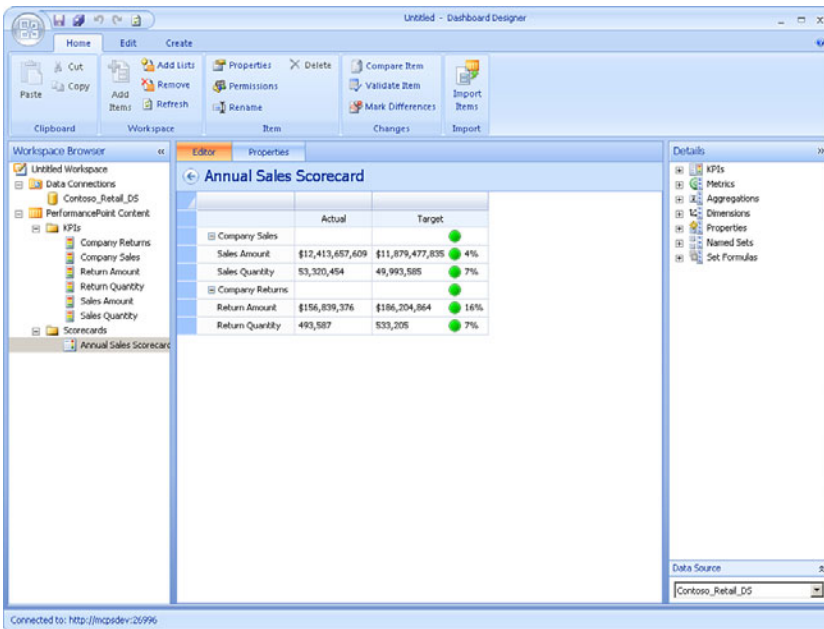 Untitled - Dashboard Designer
Home Edit Create
Paste
Cut
Copy
Clipboard
Add Items
Add Lists
Remove
Refresh
Workspace
Properties
Permissions
Rename
Delete
Item
Compare Item
Validate Item
Mark Differences
Changes
Import Items
Import
Workspace Browser
Untitled Workspace
Data Connections
Contoso_Retail_DS
PerformancePoint Content
KPIs
Company Returns
Company Sales
Return Amount
Return Quantity
Sales Amount
Sales Quantity
Scorecards
Annual Sales Scorecard
Editor Properties
Annual Sales Scorecard
Actual Target
Company Sales
Sales Amount $12,413,657,609 $11,879,477,835 4%
Sales Quantity 53,320,454 49,993,585 7%
Company Returns
Return Amount $156,839,376 $186,204,864 16%
Return Quantity 493,587 533,205 7%
Details
KPIs
Metrics
Aggregations
Dimensions
Properties
Named Sets
Set Formulas
Data Source
Contoso_Retail_DS
Connected to: http://mcpsdev:26996